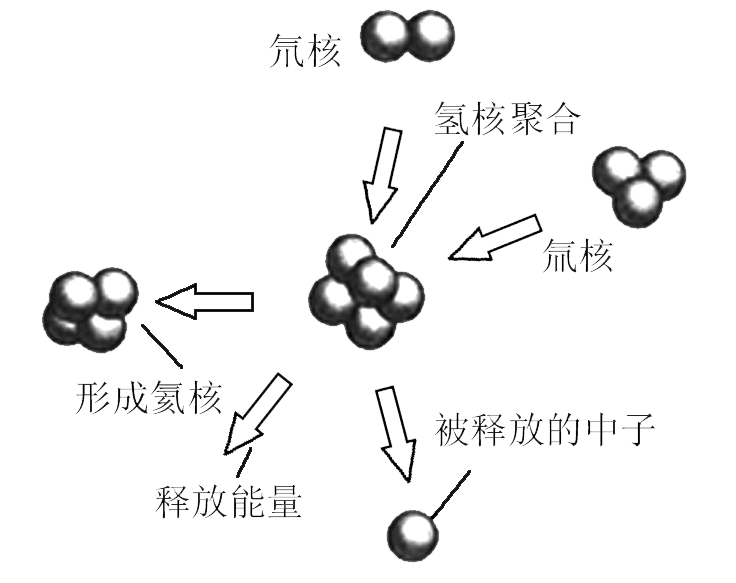 氘核
氢核聚合
氚核
形成氦核
被释放的中子
释放能量